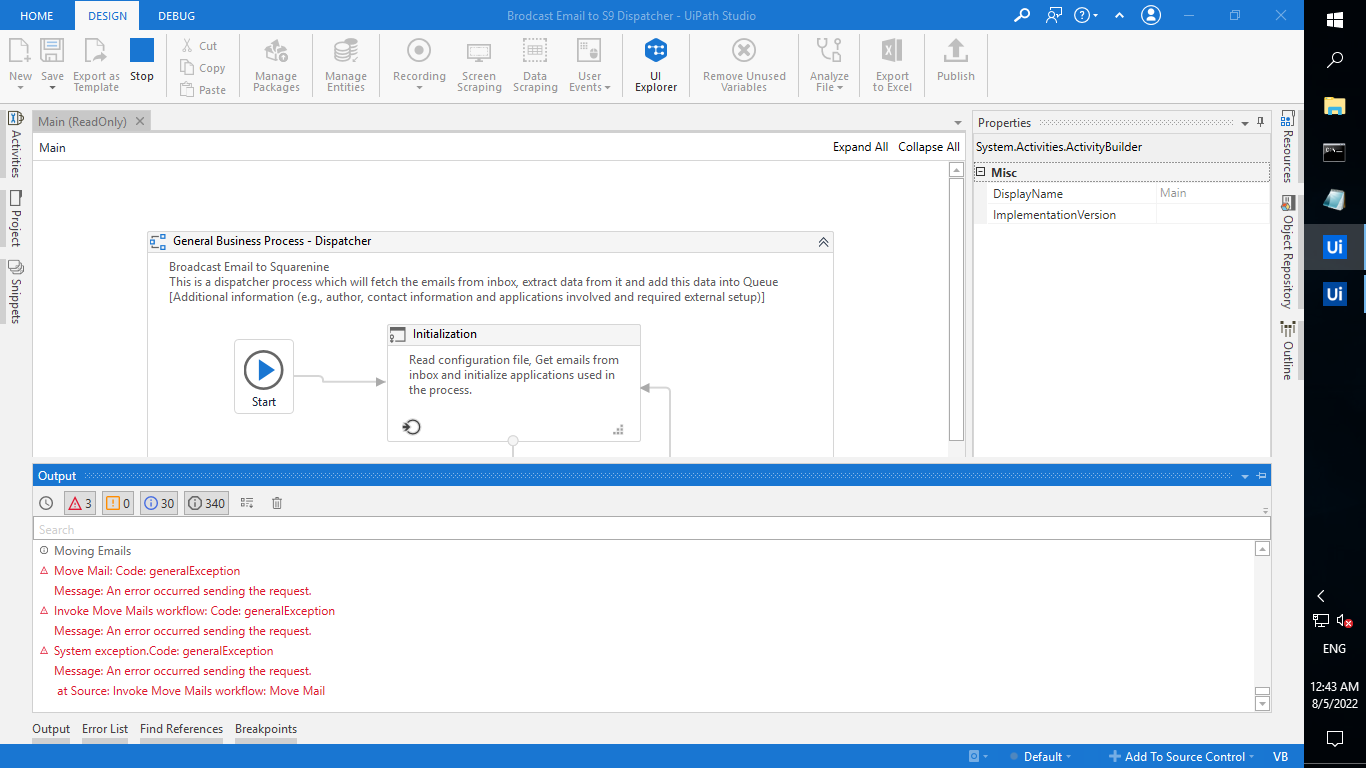 HOME DESIGN DEBUG Brodcast Email to S9 Dispatcher - UiPath Studio
New Save Export as Template Stop
Cut
Copy
Paste
Manage Packages
Manage Entities
Recording
Screen Scraping
Data Scraping
User Events
UI Explorer
Remove Unused Variables
Analyze File
Export to Excel
Publish
Activities
Project
Snippets
Main (ReadOnly)
Main Expand All Collapse All
General Business Process - Dispatcher
Broadcast Email to Squarenine
This is a dispatcher process which will fetch the emails from inbox, extract data from it and add this data into Queue
[Additional information (e.g., author, contact information and applications involved and required external setup)]
Start
Initialization
Read configuration file, Get emails from
inbox and initialize applications used in
the process.
Properties
System.Activities.ActivityBuilder
Misc
DisplayName Main
ImplementationVersion
Resources
Object Repository
Outline
Output
3 0 30 340
Search
Moving Emails
Move Mail: Code: generalException
Message: An error occurred sending the request.
Invoke Move Mails workflow: Code: generalException
Message: An error occurred sending the request.
System exception.Code: generalException
Message: An error occurred sending the request.
at Source: Invoke Move Mails workflow: Move Mail
Output Error List Find References Breakpoints
Default Add To Source Control VB
Ui
Ui
ENG
12:43 AM
8/5/2022